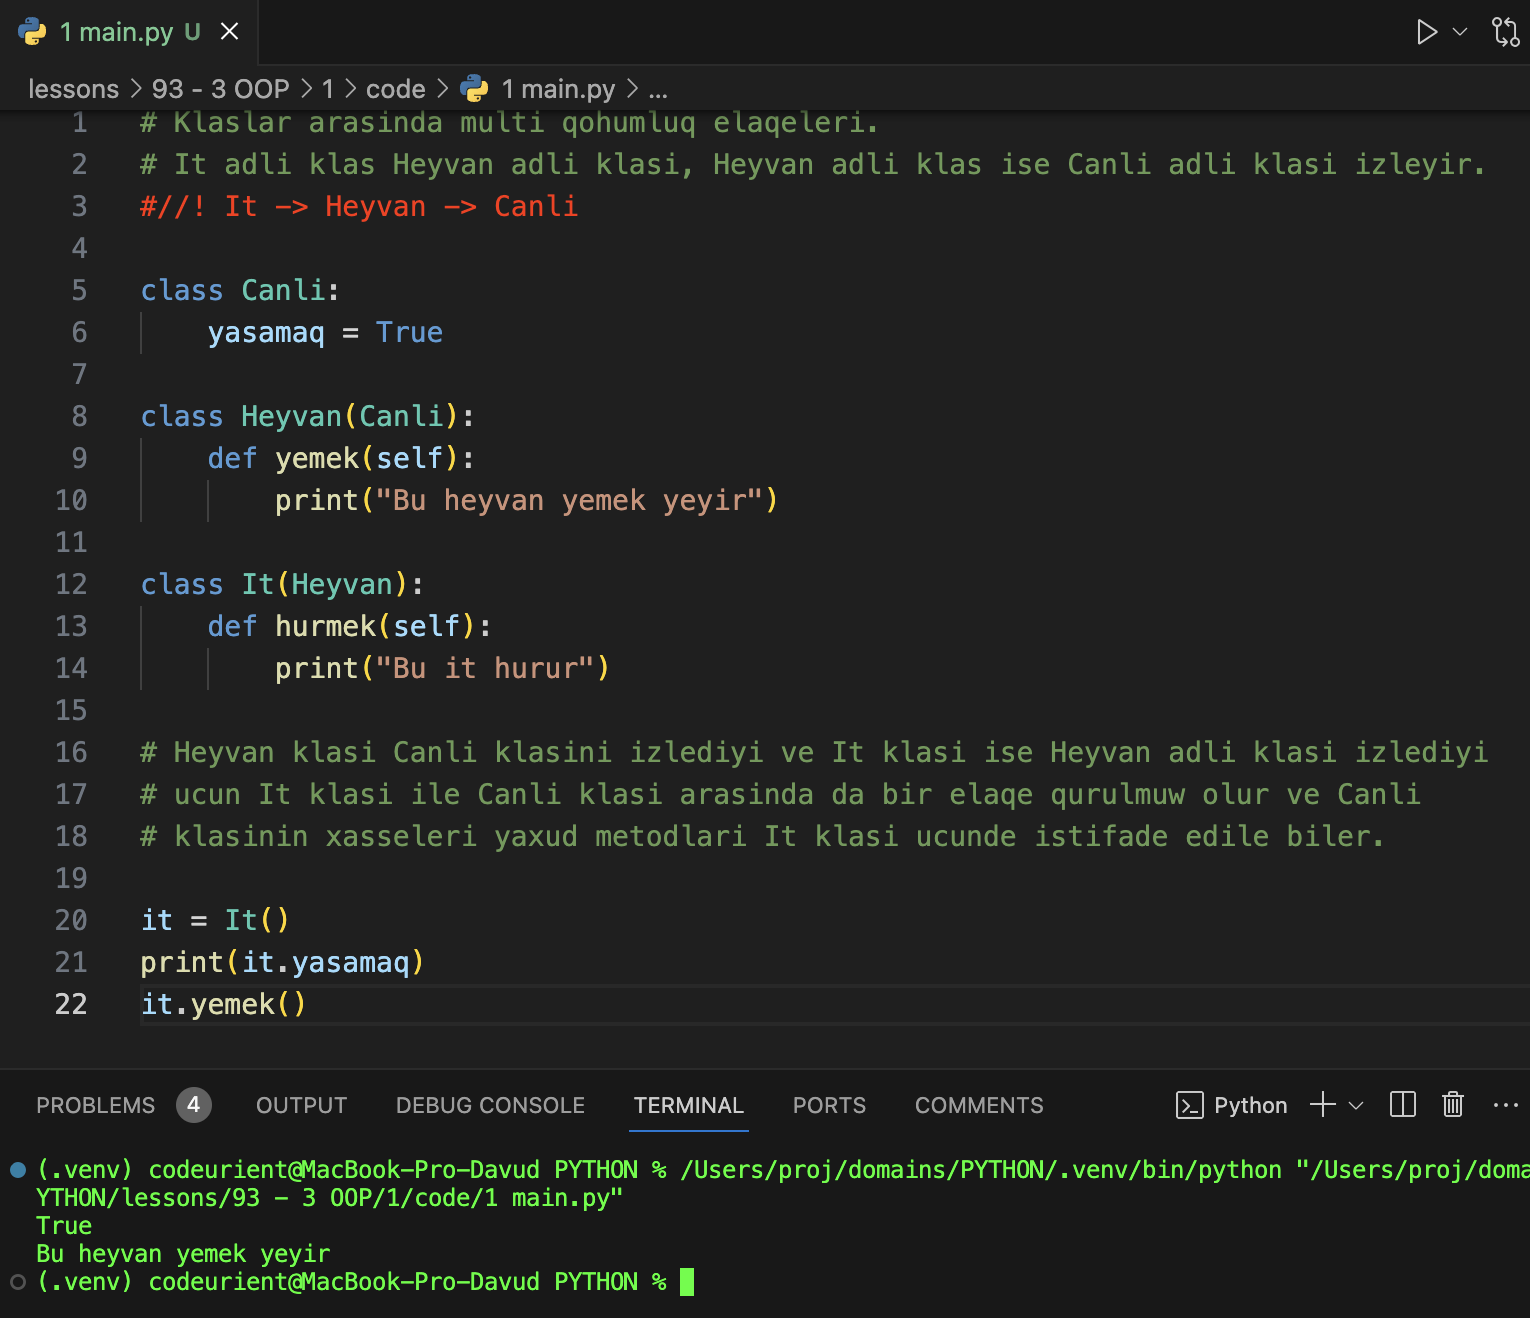 1 main.py U
lessons > 93 - 3 OOP > 1 > code > 1 main.py > ...
1 # Klaslar arasinda multi qohumluq elaqeleri.
2 # It adli klas Heyvan adli klasi, Heyvan adli klas ise Canli adli klasi izleyir.
3 #//! It -> Heyvan -> Canli
4
5 class Canli:
6     yasamaq = True
7
8 class Heyvan(Canli):
9     def yemek(self):
10         print("Bu heyvan yemek yeyir")
11
12 class It(Heyvan):
13     def hurmek(self):
14         print("Bu it hurur")
15
16 # Heyvan klasi Canli klasini izlediyi ve It klasi ise Heyvan adli klasi izlediyi
17 # ucun It klasi ile Canli klasi arasinda da bir elaqe qurulmuw olur ve Canli
18 # klasinin xasseleri yaxud metodlari It klasi ucunde istifade edile biler.
19
20 it = It()
21 print(it.yasamaq)
22 it.yemek()
PROBLEMS 4 OUTPUT DEBUG CONSOLE TERMINAL PORTS COMMENTS Python
(.venv) codeurient@MacBook-Pro-Davud PYTHON % /Users/proj/domains/PYTHON/.venv/bin/python "/Users/proj/doma
YTHON/lessons/93 - 3 OOP/1/code/1 main.py"
True
Bu heyvan yemek yeyir
(.venv) codeurient@MacBook-Pro-Davud PYTHON %